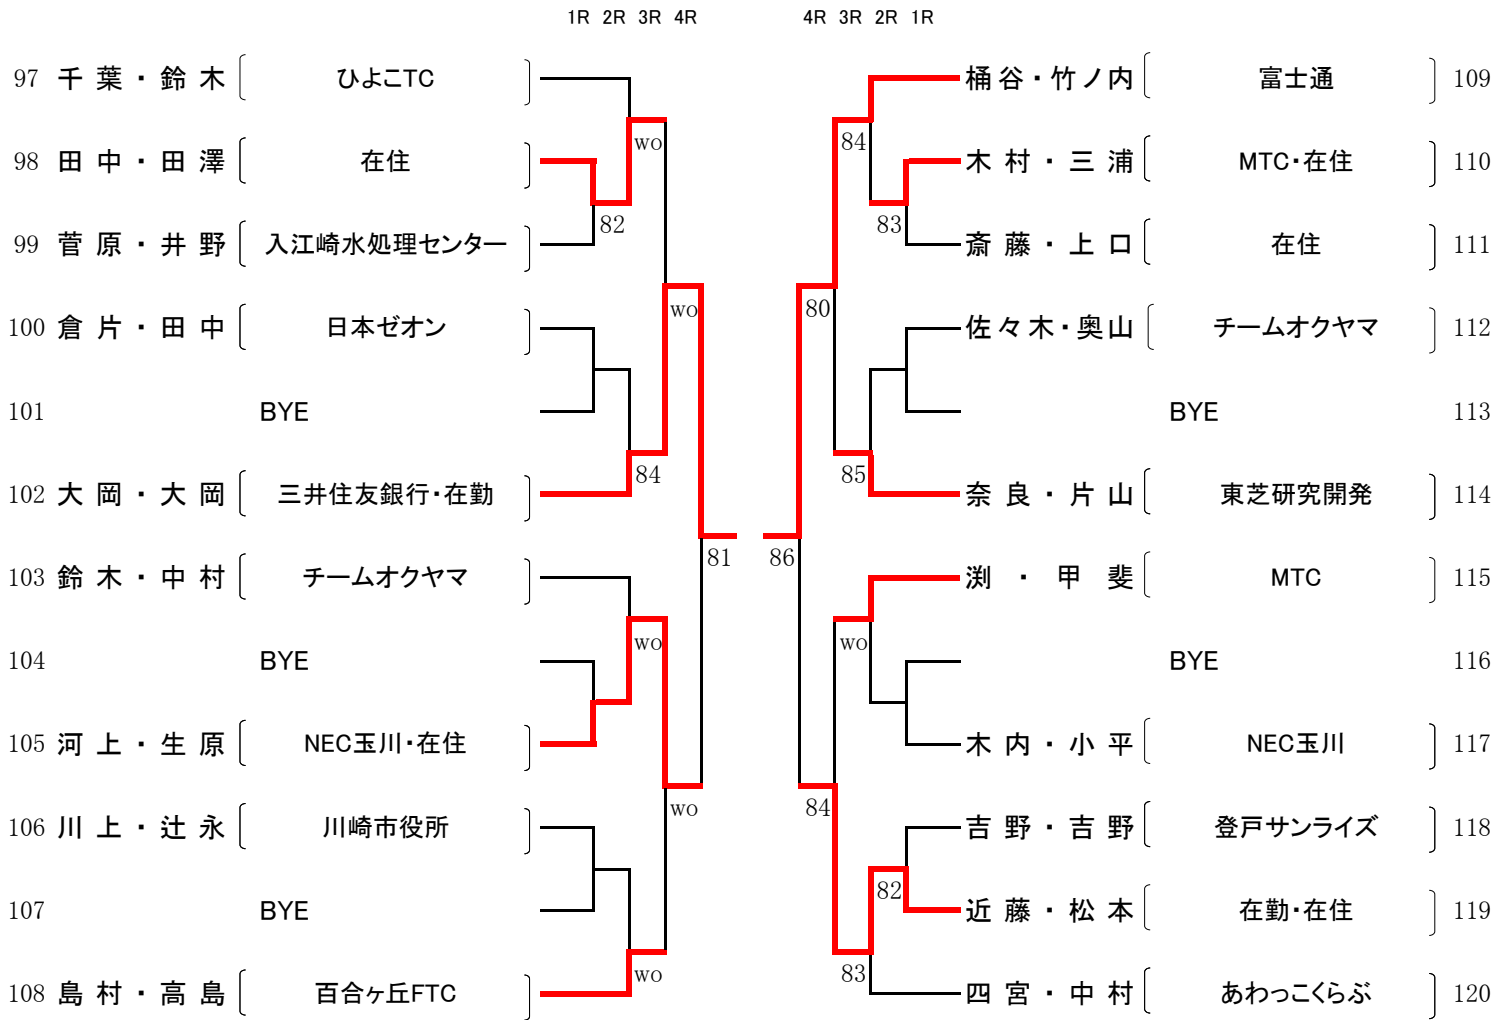 1R 2R 3R 4R 4R 3R 2R 1R
97 千葉・鈴木 ひよこTC 桶谷・竹ノ内 富士通 109
wo 84
98 田中・田澤 在住 木村・三浦 MTC・在住 110
82 83
99 菅原・井野 入江崎水処理センター 斎藤・上口 在住 111
wo 80
100 倉片・田中 日本ゼオン 佐々木・奥山 チームオクヤマ 112
101 BYE BYE 113
84 85
102 大岡・大岡 三井住友銀行・在勤 奈良・片山 東芝研究開発 114
81 86
103 鈴木・中村 チームオクヤマ 渕・甲斐 MTC 115
wo wo
104 BYE BYE 116
105 河上・生原 NEC玉川・在住 木内・小平 NEC玉川 117
wo 84
106 川上・辻永 川崎市役所 吉野・吉野 登戸サンライズ 118
82
107 BYE 近藤・松本 在勤・在住 119
wo 83
108 島村・高島 百合ヶ丘FTC 四宮・中村 あわっこくらぶ 120